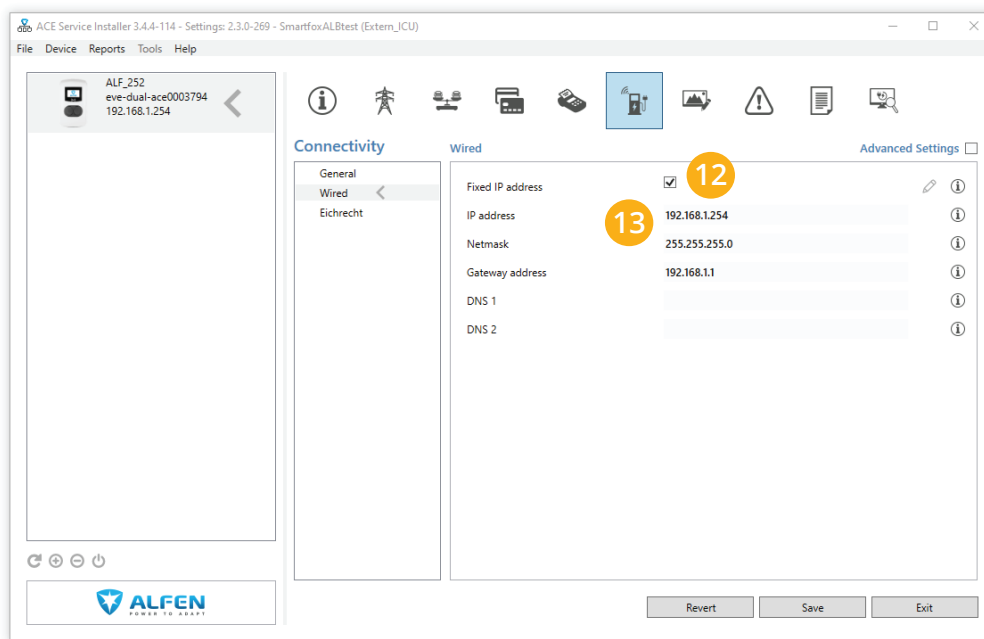 ACE Service Installer 3.4.4-114 - Settings: 2.3.0-269 - SmartfoxALBtest (Extern_ICU)
File Device Reports Tools Help
ALF_252
eve-dual-ace0003794
192.168.1.254
Connectivity
General
Wired
Eichrecht
Wired
Advanced Settings
Fixed IP address
12
13
IP address
192.168.1.254
Netmask
255.255.255.0
Gateway address
192.168.1.1
DNS 1
DNS 2
ALFEN
POWER TO ADAPT
Revert
Save
Exit